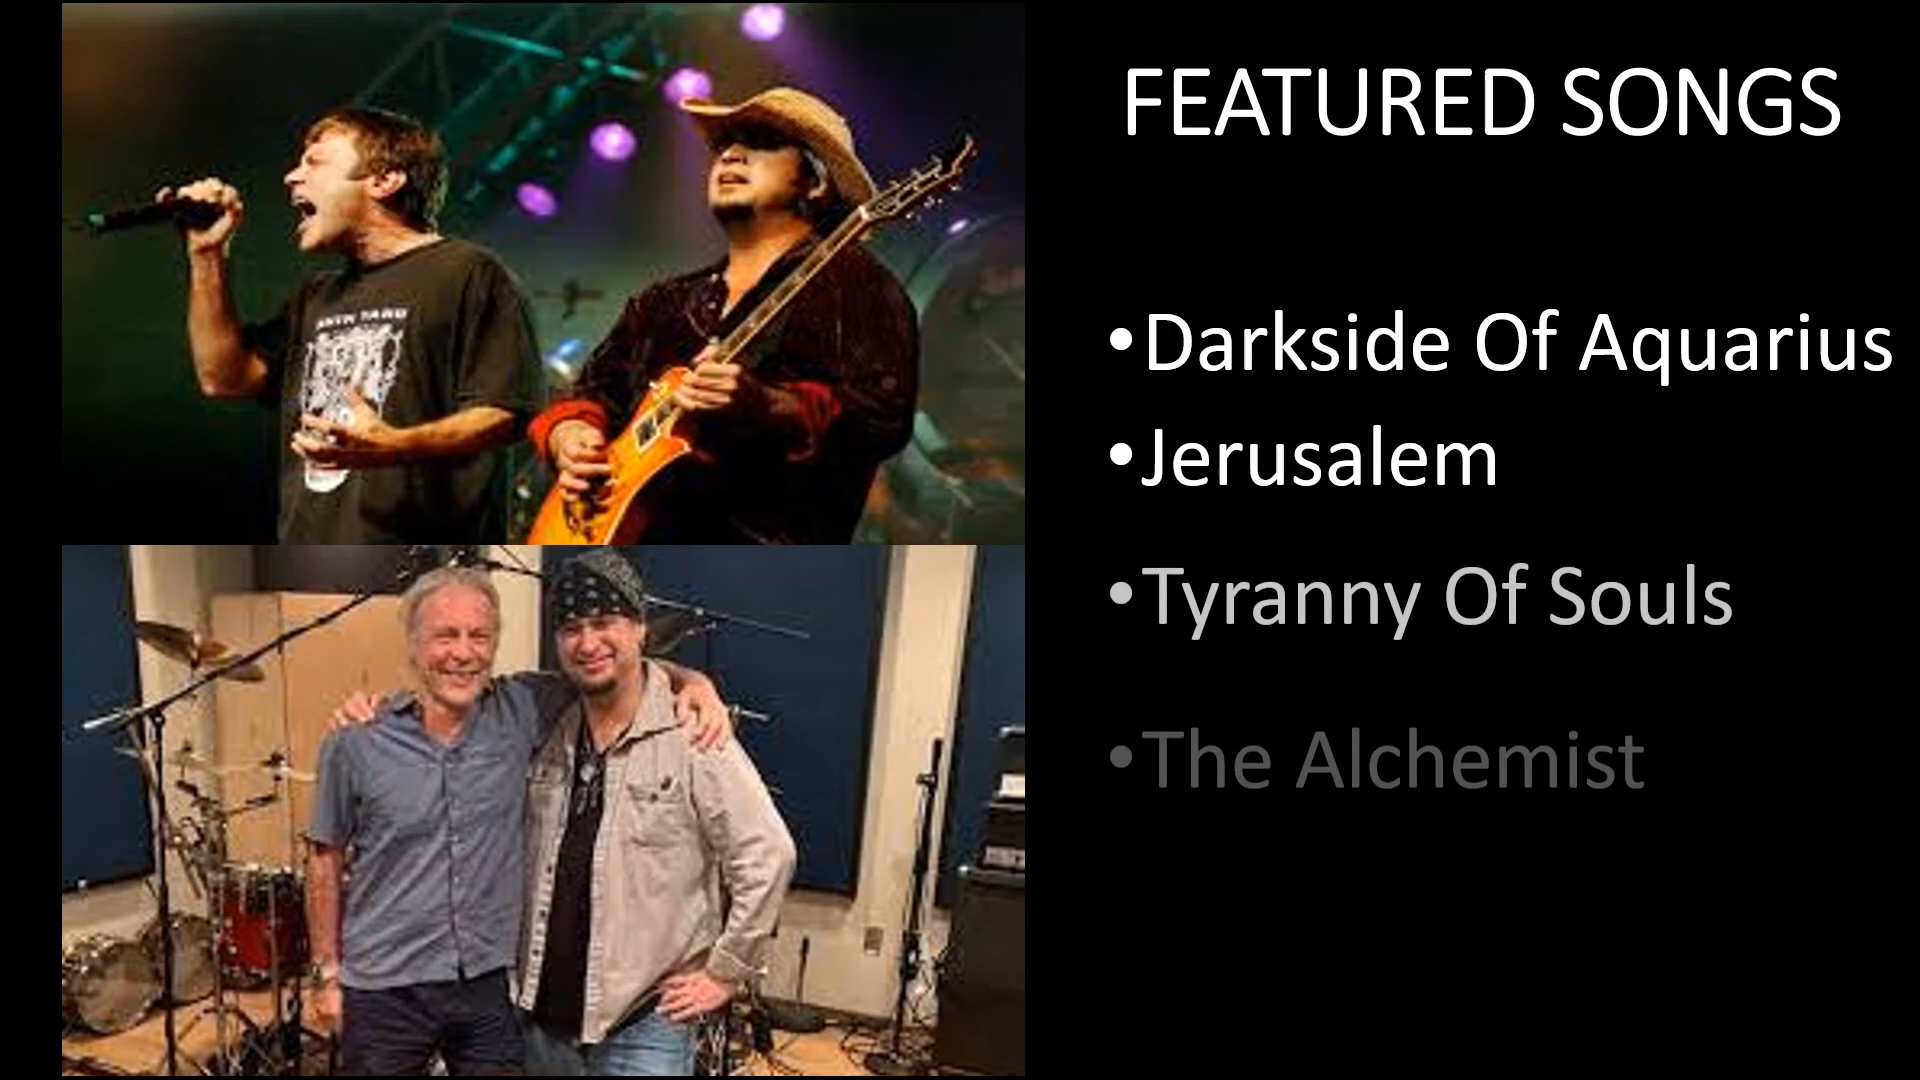 FEATURED SONGS
•Darkside Of Aquarius
•Jerusalem
•Tyranny Of Souls
•The Alchemist